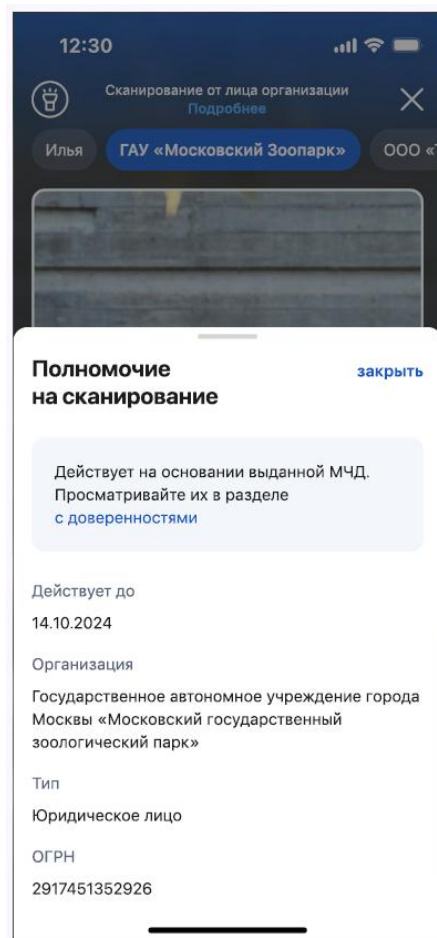 12:30
Сканирование от лица организации
Подробнее
Илья
ГАУ «Московский Зоопарк»
ООО «Т
Полномочие
закрыть
на сканирование
Действует на основании выданной МЧД.
Просматривайте их в разделе
с доверенностями
Действует до
14.10.2024
Организация
Государственное автономное учреждение города
Москвы «Московский государственный
зоологический парк»
Тип
Юридическое лицо
ОГРН
2917451352926